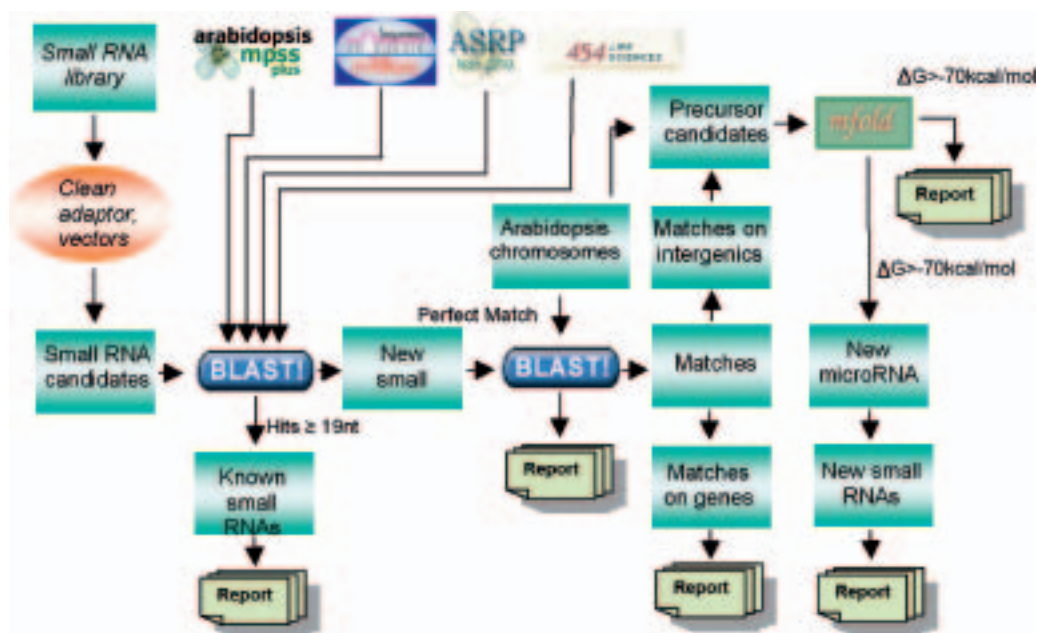 Small RNA
library
arabidopsis
mpss
plus
ASRP
454 LIFE
SCIENCES
ΔG>-70kcal/mol
Precursor
candidates
mfold
Report
Clean
adaptor,
vectors
Arabidopsis
chromosomes
Matches on
intergenics
ΔG>-70kcal/mol
Perfect Match
Small RNA
candidates
BLAST!
New
small
BLAST!
Matches
New
microRNA
Hits ≥ 19nt
Report
Known
small
RNAs
Matches
on genes
New small
RNAs
Report
Report
Report